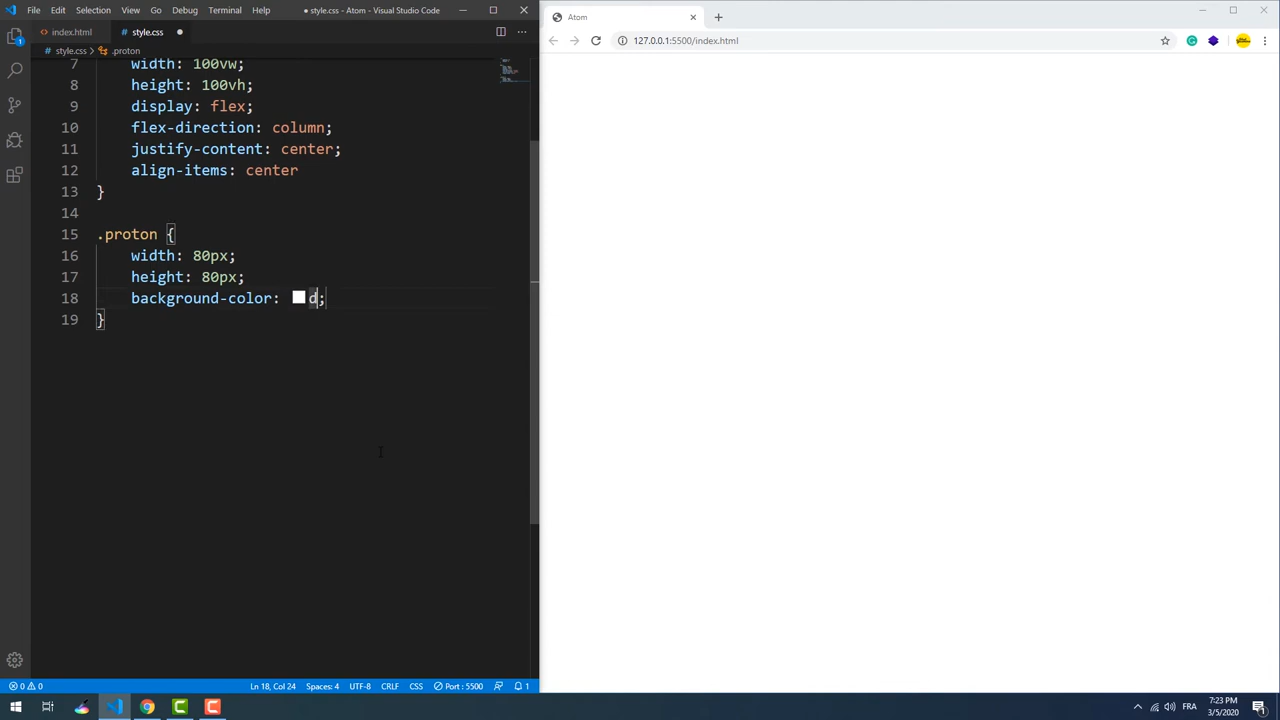 File Edit Selection View Go Debug Terminal Help ● style.css - Atom - Visual Studio Code
index.html
# style.css
style.css > .proton
7 width: 100vw;
8 height: 100vh;
9 display: flex;
10 flex-direction: column;
11 justify-content: center;
12 align-items: center
13 }
14
15 .proton {
16 width: 80px;
17 height: 80px;
18 background-color: d;
19 }
0 0 Ln 18, Col 24 Spaces: 4 UTF-8 CRLF CSS Port : 5500 1
Atom
127.0.0.1:5500/index.html
FR
7:23 PM
3/5/2020